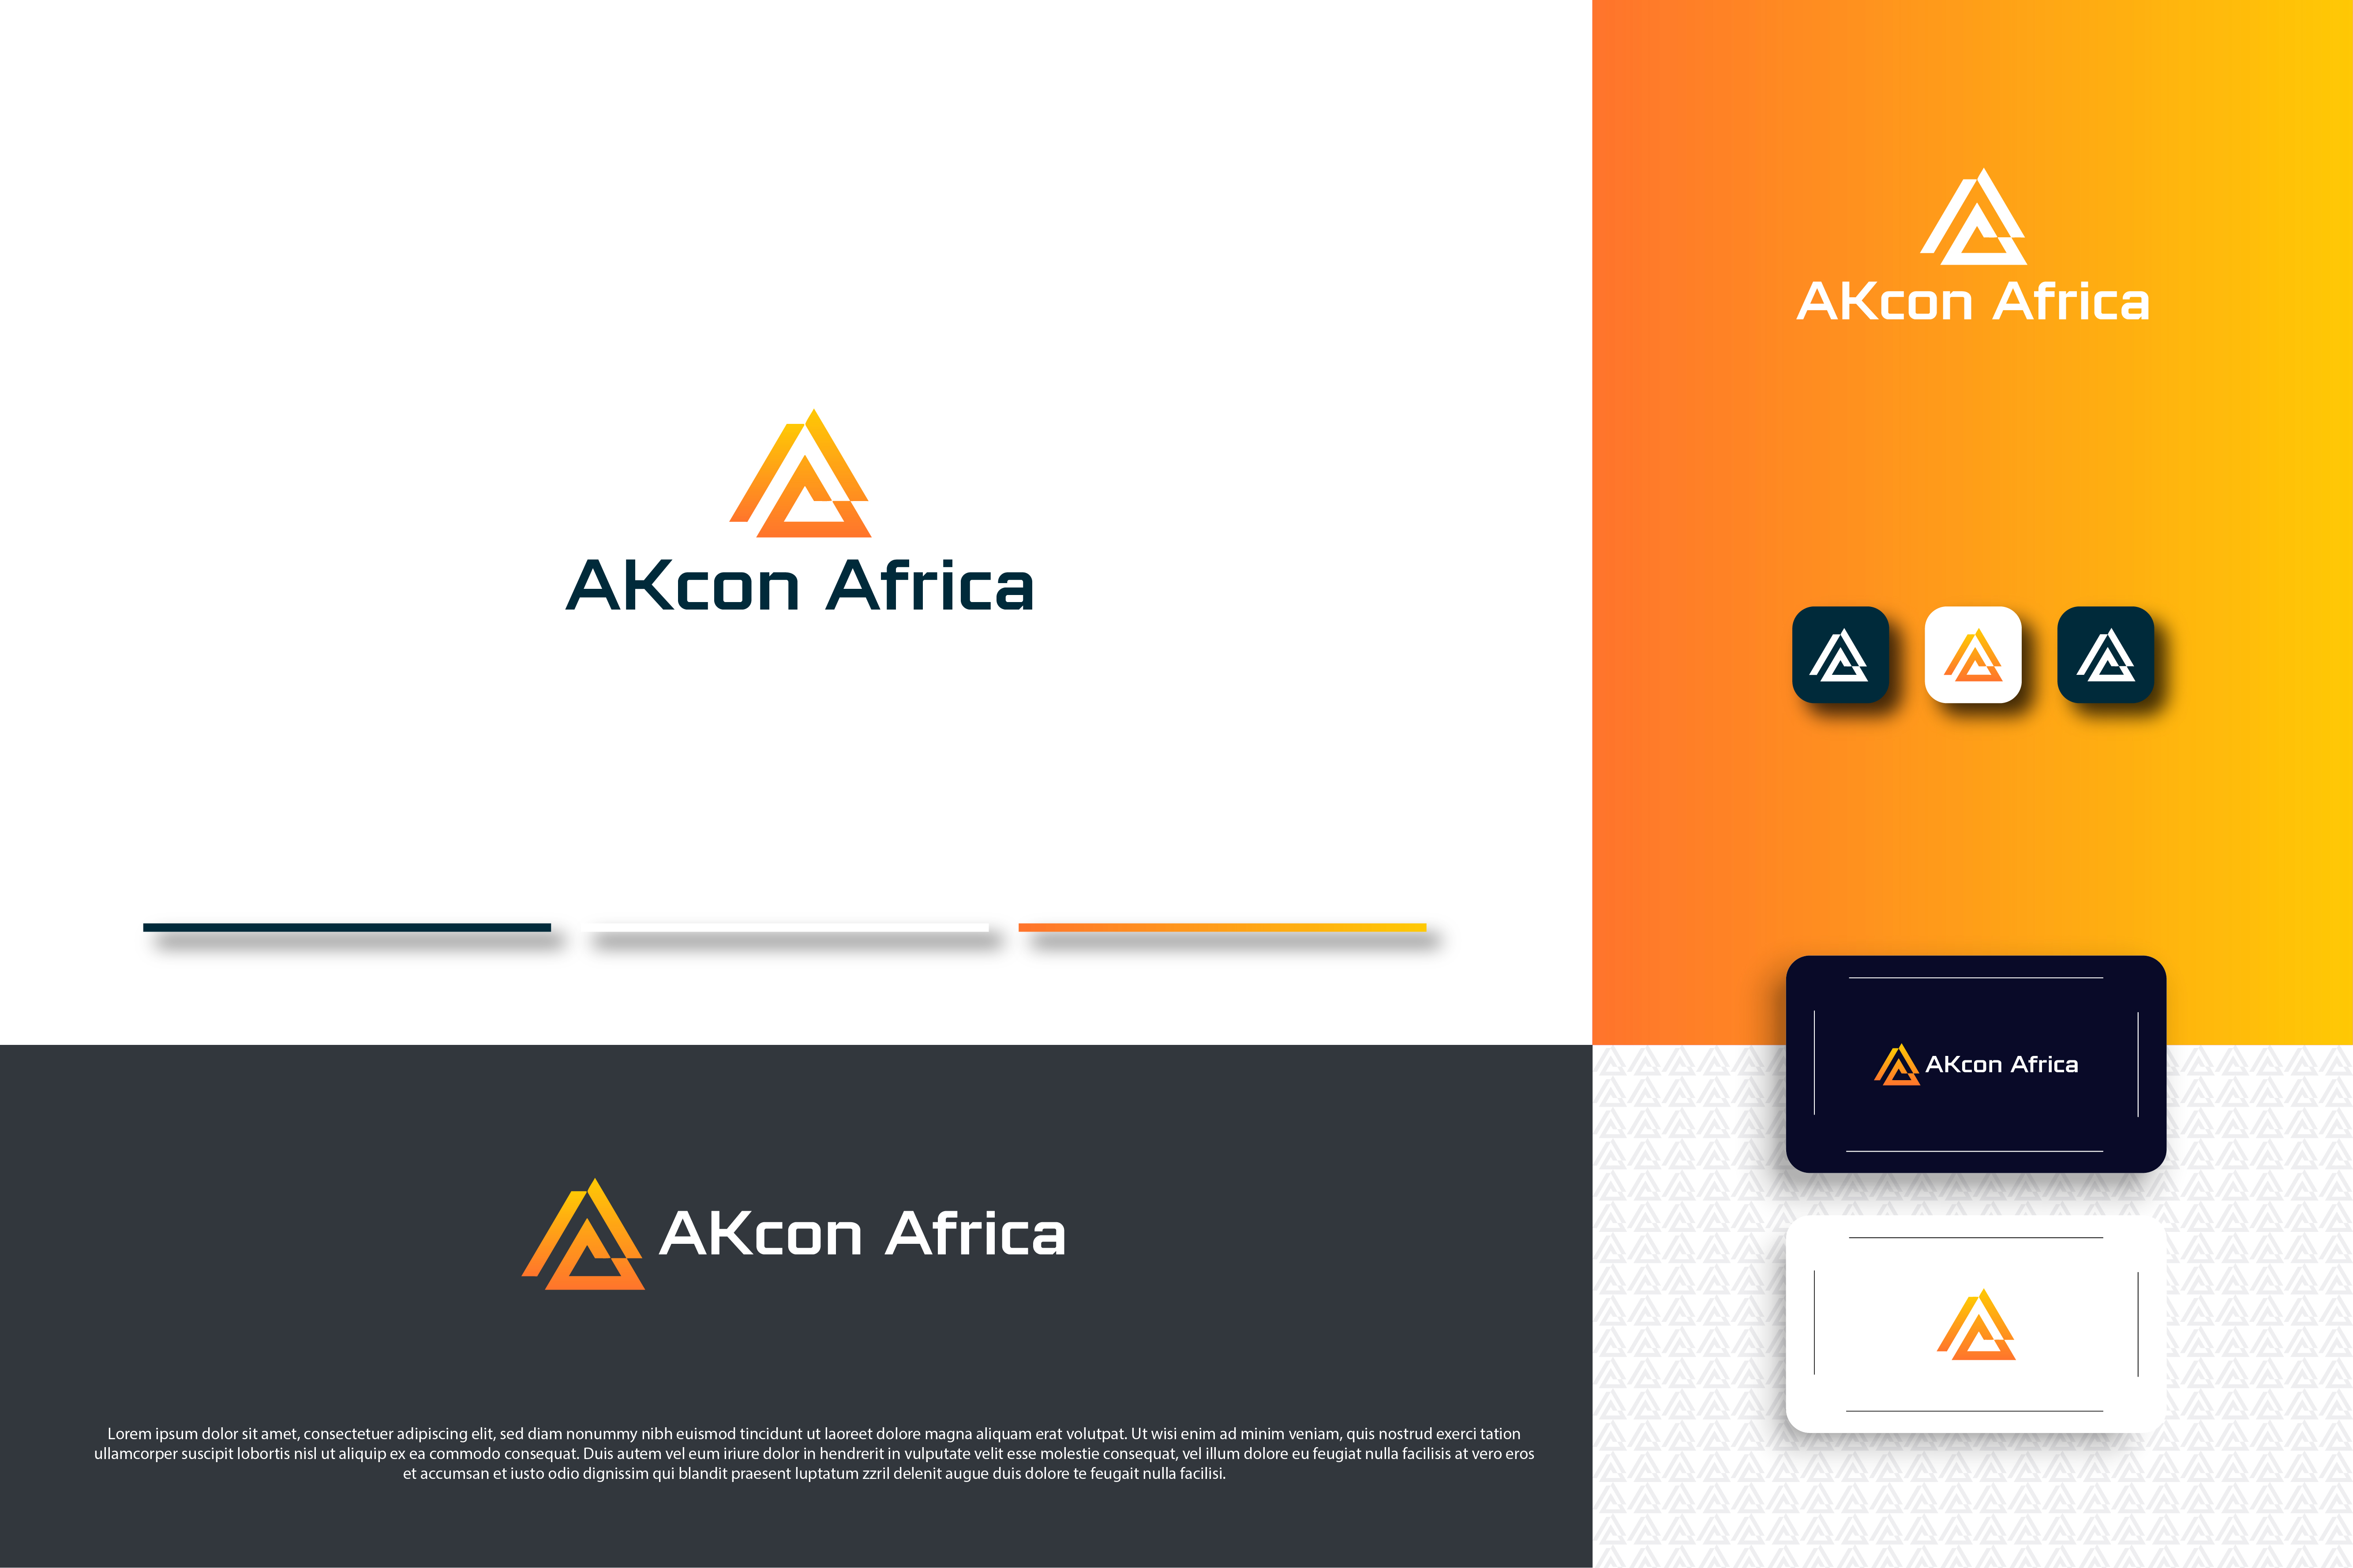 AKcon Africa
AKcon Africa
AKcon Africa
AKcon Africa
Lorem ipsum dolor sit amet, consectetuer adipiscing elit, sed diam nonummy nibh euismod tincidunt ut laoreet dolore magna aliquam erat volutpat. Ut wisi enim ad minim veniam, quis nostrud exerci tation
ullamcorper suscipit lobortis nisl ut aliquip ex ea commodo consequat. Duis autem vel eum iriure dolor in hendrerit in vulputate velit esse molestie consequat, vel illum dolore eu feugiat nulla facilisis at vero eros
et accumsan et iusto odio dignissim qui blandit praesent luptatum zzril delenit augue duis dolore te feugait nulla facilisi.